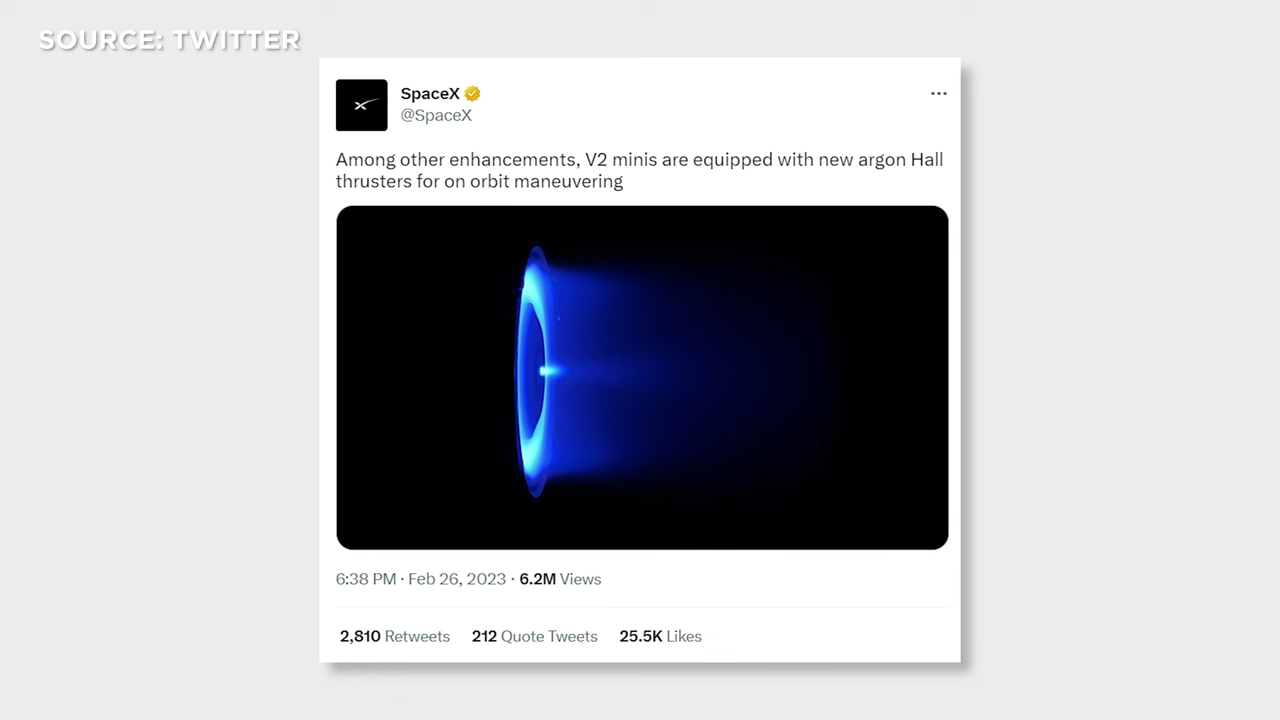 SOURCE: TWITTER
SpaceX
@SpaceX
Among other enhancements, V2 minis are equipped with new argon Hall
thrusters for on orbit maneuvering
6:38 PM · Feb 26, 2023 · 6.2M Views
2,810 Retweets 212 Quote Tweets 25.5K Likes